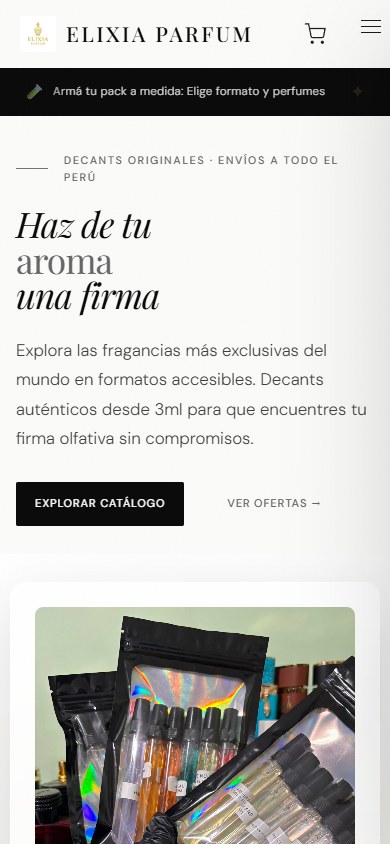 ELIXIA
PARFUM
ELIXIA PARFUM
Armá tu pack a medida: Elige formato y perfumes
DECANTS ORIGINALES · ENVÍOS A TODO EL
PERÚ
Haz de tu
aroma
una firma
Explora las fragancias más exclusivas del
mundo en formatos accesibles. Decants
auténticos desde 3ml para que encuentres tu
firma olfativa sin compromisos.
EXPLORAR CATÁLOGO
VER OFERTAS →